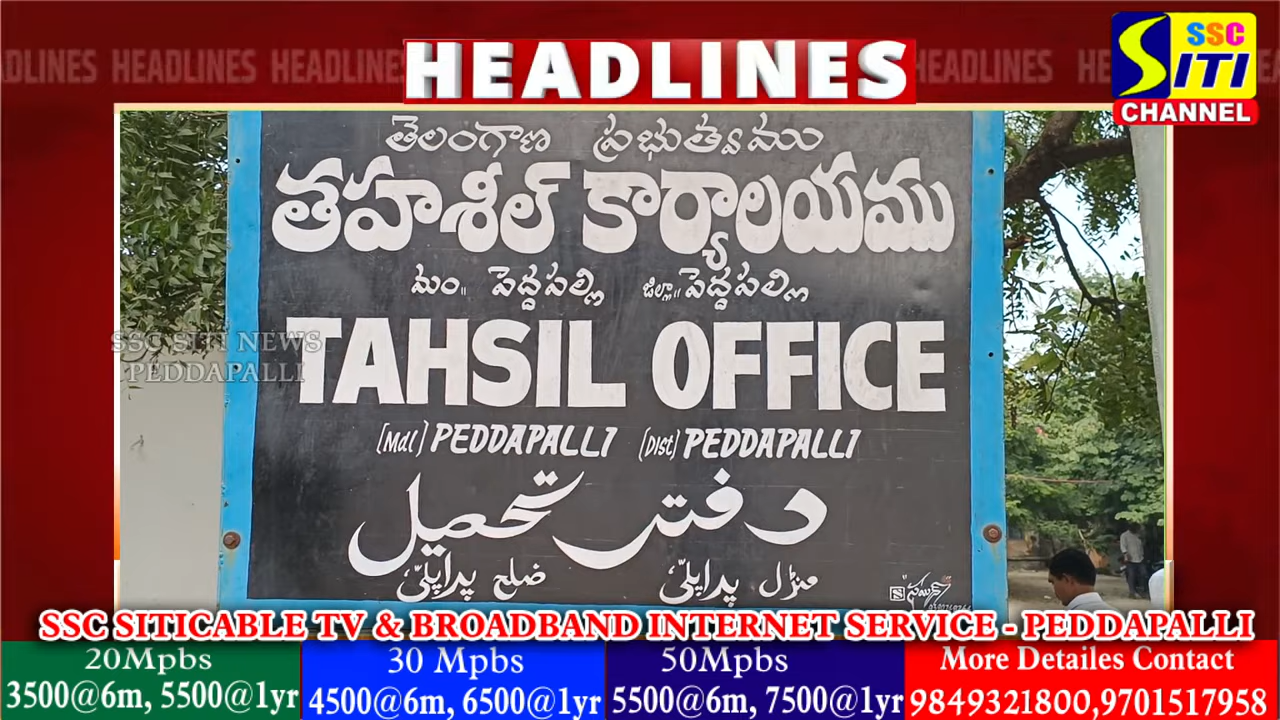 HEADLINES
SSC
SITI
CHANNEL
తెలంగాణ ప్రభుత్వము
తహశీల్ కార్యాలయము
మం॥ పెద్దపల్లి జిల్లా॥ పెద్దపల్లి
SSC SITI NEWS
PEDDAPALLI
TAHSIL OFFICE
[Mdl] PEDDAPALLI [Dist] PEDDAPALLI
دفتر تحصیل
منڈل پداپلّی ضلع پداپلّی
SSC SITICABLE TV & BROADBAND INTERNET SERVICE - PEDDAPALLI
20Mpbs
3500@6m, 5500@1yr
30 Mpbs
4500@6m, 6500@1yr
50Mpbs
5500@6m, 7500@1yr
More Detailes Contact
9849321800,9701517958